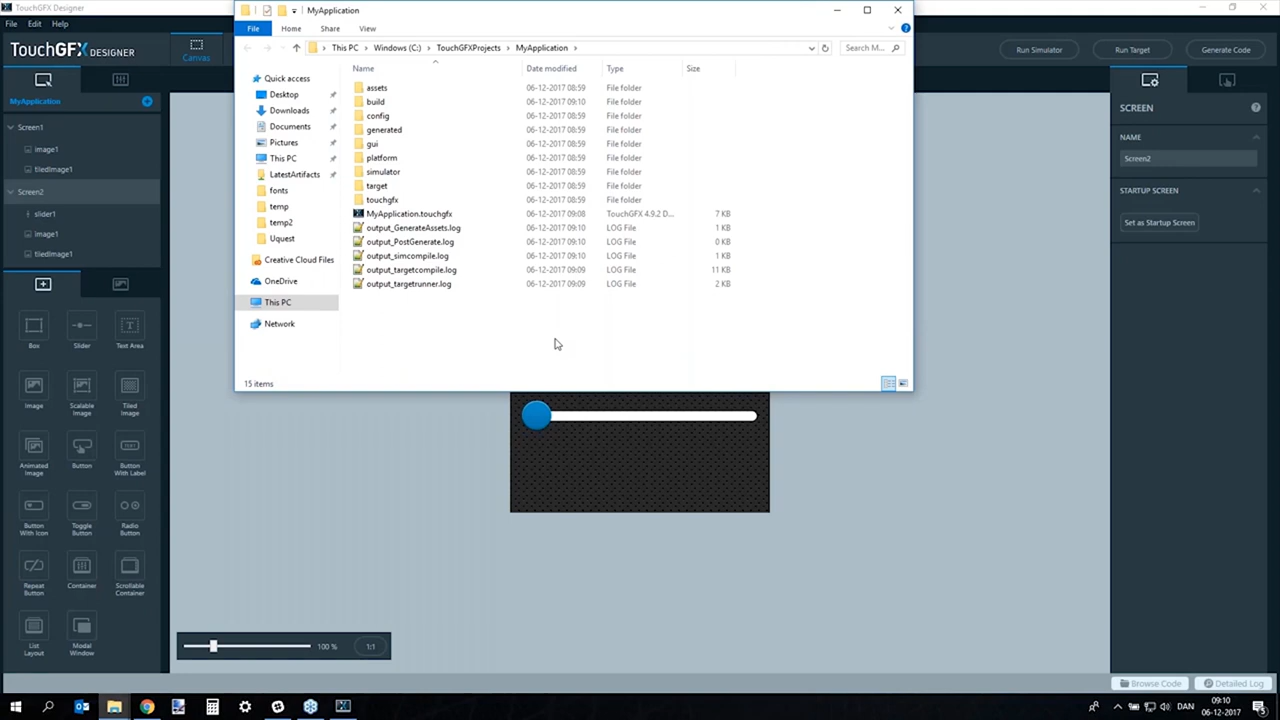 TouchGFX Designer
File Edit Help
TouchGFX DESIGNER
Canvas
Run Simulator
Run Target
Generate Code
MyApplication
Screen1
image1
tiledImage1
Screen2
slider1
image1
tiledImage1
Box
Slider
Text Area
Image
Scalable
Image
Tiled
Image
Animated
Image
Button
Button
With Label
Button
With Icon
Toggle
Button
Radio
Button
Repeat
Button
Container
Scrollable
Container
List
Layout
Modal
Window
MyApplication
File Home Share View
This PC > Windows (C:) > TouchGFXProjects > MyApplication >
Search M...
Quick access
Desktop
Downloads
Documents
Pictures
This PC
LatestArtifacts
fonts
temp
temp2
Uquest
Creative Cloud Files
OneDrive
This PC
Network
Name Date modified Type Size
assets 06-12-2017 08:59 File folder
build 06-12-2017 09:10 File folder
config 06-12-2017 08:59 File folder
generated 06-12-2017 08:59 File folder
gui 06-12-2017 08:59 File folder
platform 06-12-2017 08:59 File folder
simulator 06-12-2017 08:59 File folder
target 06-12-2017 08:59 File folder
touchgfx 06-12-2017 08:59 File folder
MyApplication.touchgfx 06-12-2017 09:08 TouchGFX 4.9.2 D... 7 KB
output_GenerateAssets.log 06-12-2017 09:10 LOG File 1 KB
output_PostGenerate.log 06-12-2017 09:10 LOG File 0 KB
output_simcompile.log 06-12-2017 09:10 LOG File 1 KB
output_targetcompile.log 06-12-2017 09:09 LOG File 11 KB
output_targetrunner.log 06-12-2017 09:09 LOG File 2 KB
15 items
100 %
1:1
SCREEN
NAME
Screen2
STARTUP SCREEN
Set as Startup Screen
Browse Code
Detailed Log
DAN
09:10
06-12-2017